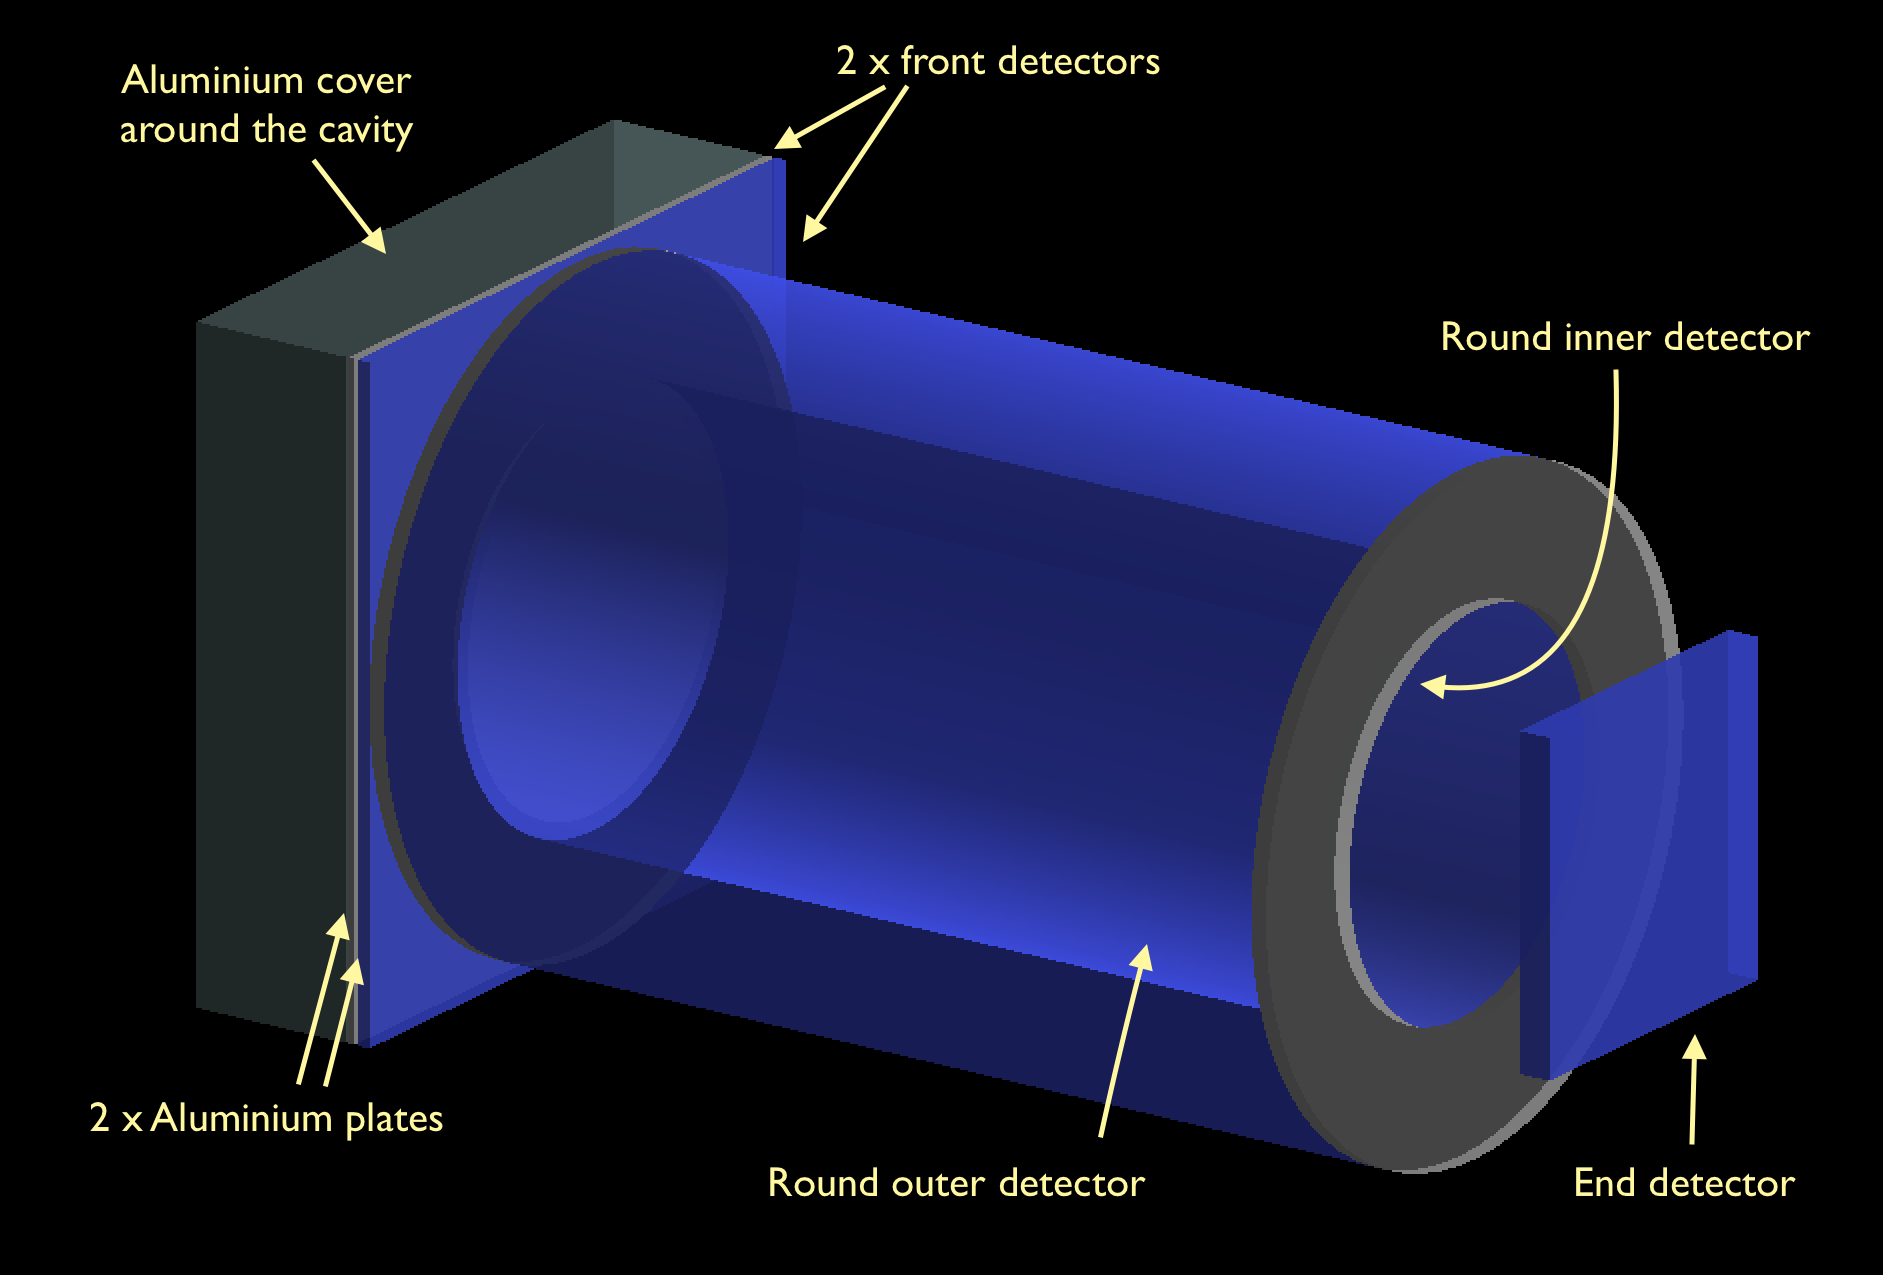 Aluminium cover
around the cavity
2 x front detectors
Round inner detector
2 x Aluminium plates
Round outer detector
End detector